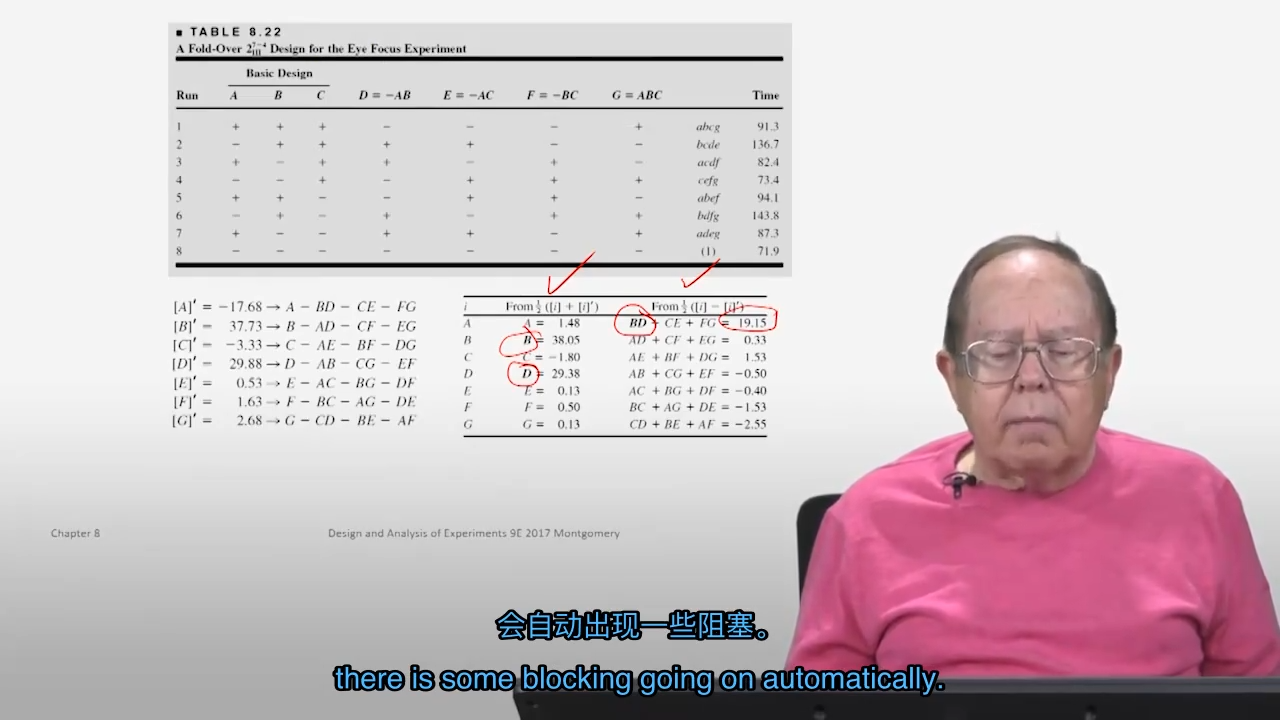 ■ TABLE 8.22
A Fold-Over 2_III^{7-4} Design for the Eye Focus Experiment
Basic Design
Run A B C D = −AB E = −AC F = −BC G = ABC Time
1 + + + − − − + abcg 91.3
2 − + + + + − − bcde 136.7
3 + − + + − + − acdf 82.4
4 − − + − + + + cefg 73.4
5 + + − − + + − abef 94.1
6 − + − + − + + bdfg 143.8
7 + − − + + − + adeg 87.3
8 − − − − − − − (1) 71.9
[A]′ = −17.68 → A − BD − CE − FG
[B]′ = 37.73 → B − AD − CF − EG
[C]′ = −3.33 → C − AE − BF − DG
[D]′ = 29.88 → D − AB − CG − EF
[E]′ = 0.53 → E − AC − BG − DF
[F]′ = 1.63 → F − BC − AG − DE
[G]′ = 2.68 → G − CD − BE − AF
i From ½ ([i] + [i]′) From ½ ([i] − [i]′)
A A = 1.48 BD + CE + FG = 19.15
B B = 38.05 AD + CF + EG = 0.33
C C = −1.80 AE + BF + DG = 1.53
D D = 29.38 AB + CG + EF = −0.50
E E = 0.13 AC + BG + DF = −0.40
F F = 0.50 BC + AG + DE = −1.53
G G = 0.13 CD + BE + AF = −2.55
Chapter 8
Design and Analysis of Experiments 9E 2017 Montgomery
会自动出现一些阻塞。
there is some blocking going on automatically.